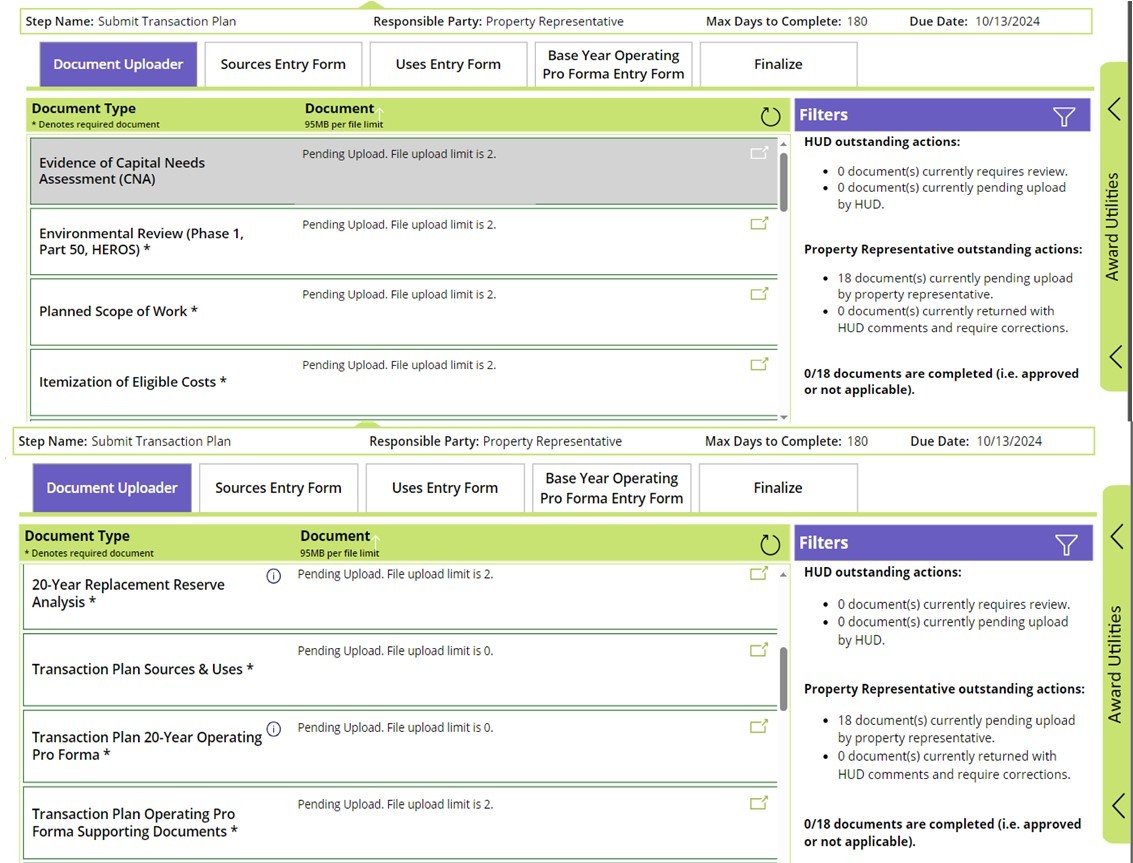 Step Name: Submit Transaction Plan Responsible Party: Property Representative Max Days to Complete: 180 Due Date: 10/13/2024
Document Uploader Sources Entry Form Uses Entry Form Base Year Operating Pro Forma Entry Form Finalize
Document Type Document Filters
* Denotes required document 95MB per file limit
Evidence of Capital Needs
Assessment (CNA)
Pending Upload. File upload limit is 2.
Environmental Review (Phase 1,
Part 50, HEROS) *
Pending Upload. File upload limit is 2.
Planned Scope of Work *
Pending Upload. File upload limit is 2.
Itemization of Eligible Costs *
Pending Upload. File upload limit is 2.
HUD outstanding actions:
• 0 document(s) currently requires review.
• 0 document(s) currently pending upload
by HUD.
Property Representative outstanding actions:
• 18 document(s) currently pending upload
by property representative.
• 0 document(s) currently returned with
HUD comments and require corrections.
0/18 documents are completed (i.e. approved
or not applicable).
Award Utilities
Step Name: Submit Transaction Plan Responsible Party: Property Representative Max Days to Complete: 180 Due Date: 10/13/2024
Document Uploader Sources Entry Form Uses Entry Form Base Year Operating Pro Forma Entry Form Finalize
Document Type Document Filters
* Denotes required document 95MB per file limit
20-Year Replacement Reserve
Analysis *
Pending Upload. File upload limit is 2.
Transaction Plan Sources & Uses *
Pending Upload. File upload limit is 0.
Transaction Plan 20-Year Operating
Pro Forma *
Pending Upload. File upload limit is 0.
Transaction Plan Operating Pro
Forma Supporting Documents *
Pending Upload. File upload limit is 2.
HUD outstanding actions:
• 0 document(s) currently requires review.
• 0 document(s) currently pending upload
by HUD.
Property Representative outstanding actions:
• 18 document(s) currently pending upload
by property representative.
• 0 document(s) currently returned with
HUD comments and require corrections.
0/18 documents are completed (i.e. approved
or not applicable).
Award Utilities